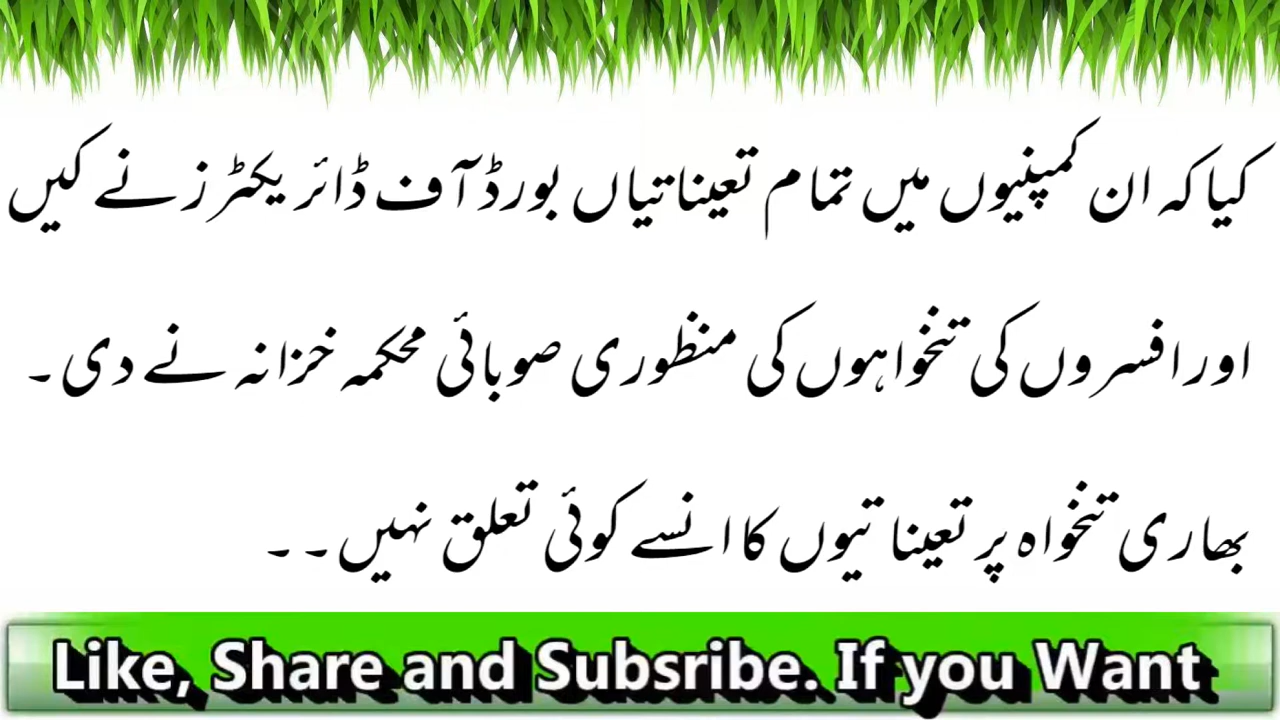 کیا کہ ان کمپنیوں میں تمام تعیناتیاں بورڈ آف ڈائریکٹرز نے کیں
اور افسروں کی تنخواہوں کی منظوری صوبائی محکمہ خزانہ نے دی۔
بھاری تنخواہ پر تعیناتیوں کا انسے کوئی تعلق نہیں۔۔
Like, Share and Subsribe. If you Want